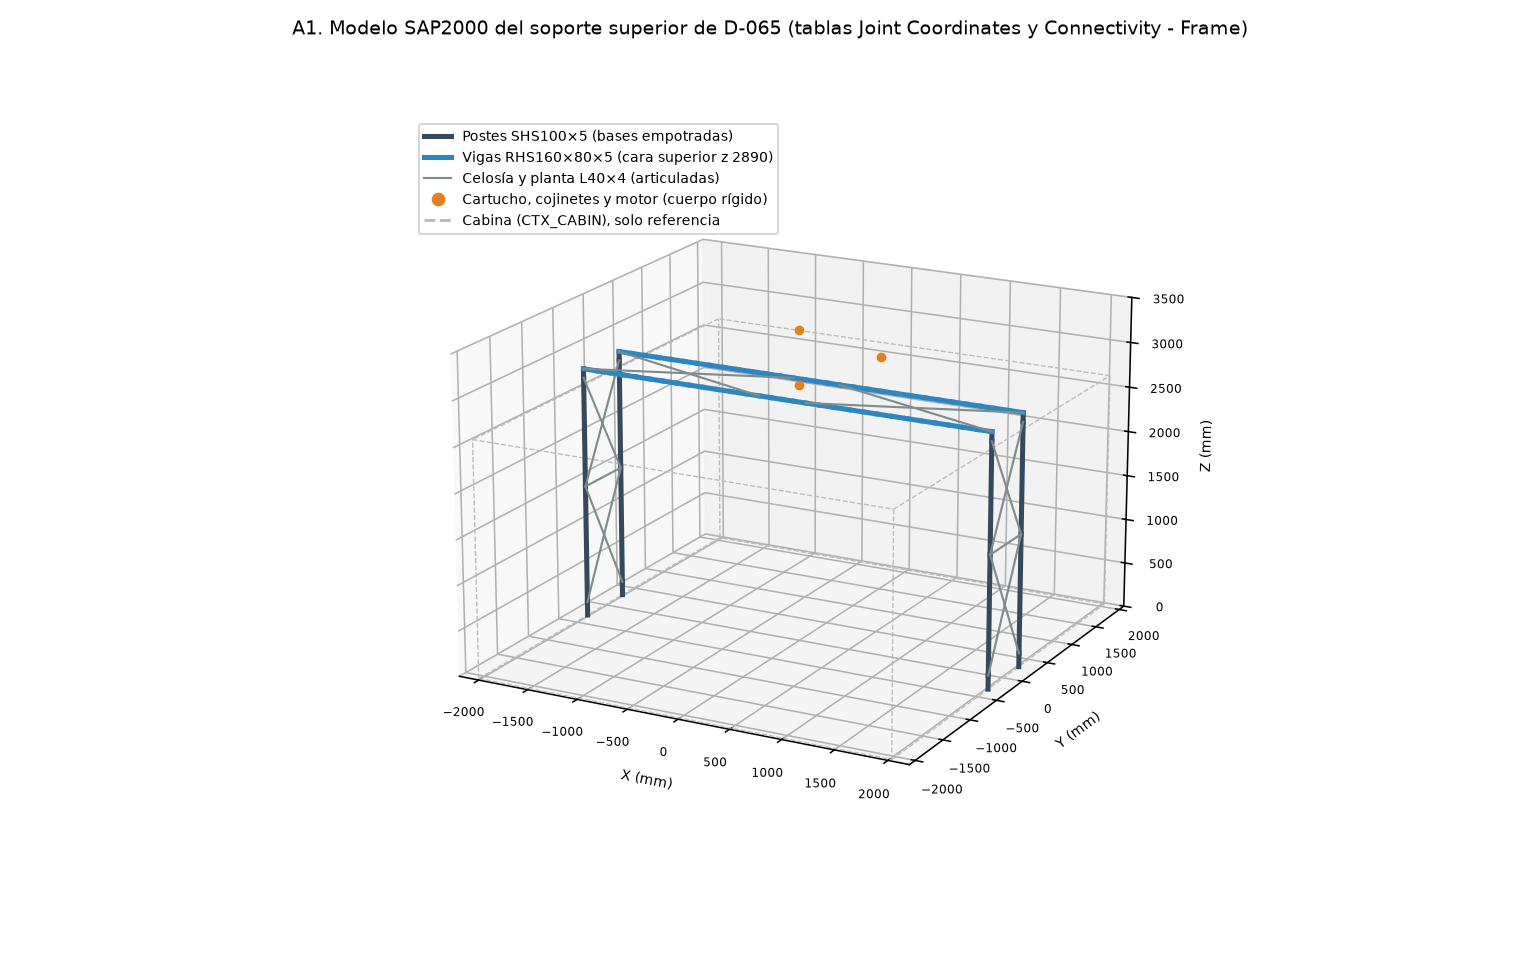 A1. Modelo SAP2000 del soporte superior de D-065 (tablas Joint Coordinates y Connectivity - Frame)
Postes SHS100×5 (bases empotradas)
Vigas RHS160×80×5 (cara superior z 2890)
Celosía y planta L40×4 (articuladas)
Cartucho, cojinetes y motor (cuerpo rígido)
Cabina (CTX_CABIN), solo referencia
3500
3000
2500
2000
1500
1000
500
0
Z (mm)
2000
1500
1000
500
0
−500
−1000
−1500
−2000
Y (mm)
−2000
−1500
−1000
−500
0
500
1000
1500
2000
X (mm)